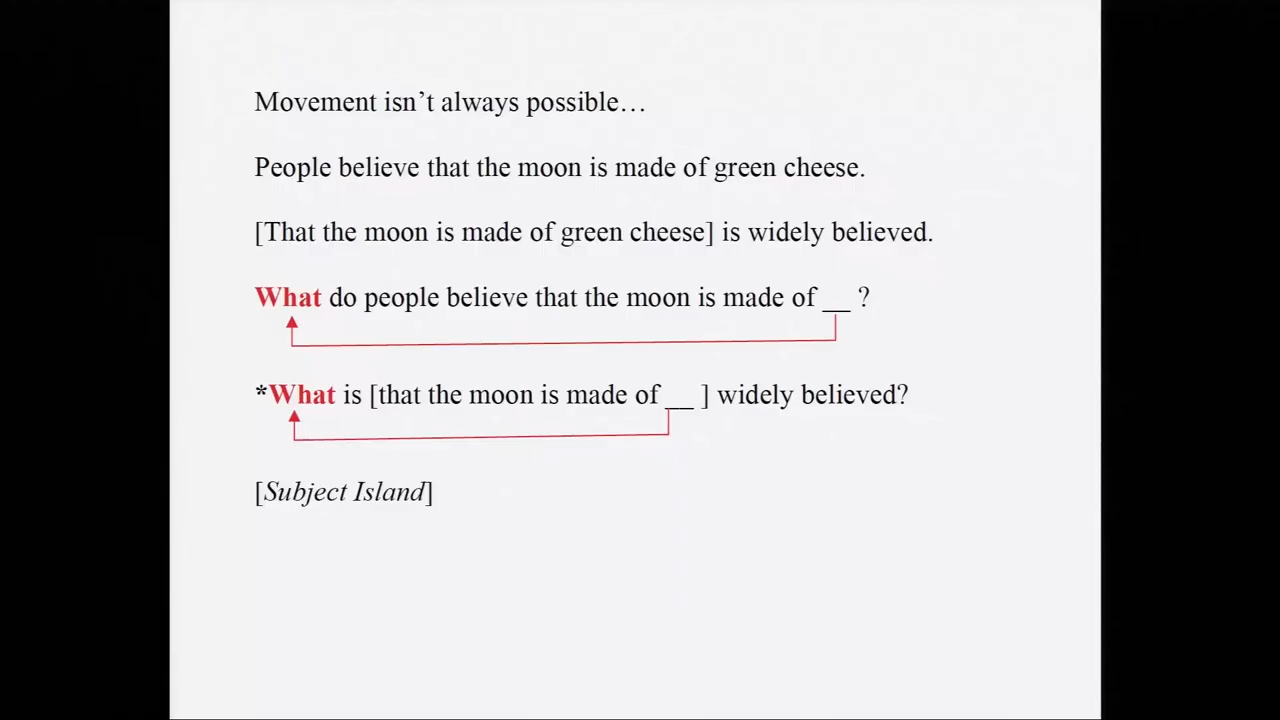 Movement isn’t always possible…
People believe that the moon is made of green cheese.
[That the moon is made of green cheese] is widely believed.
What do people believe that the moon is made of __ ?
*What is [that the moon is made of __ ] widely believed?
[Subject Island]